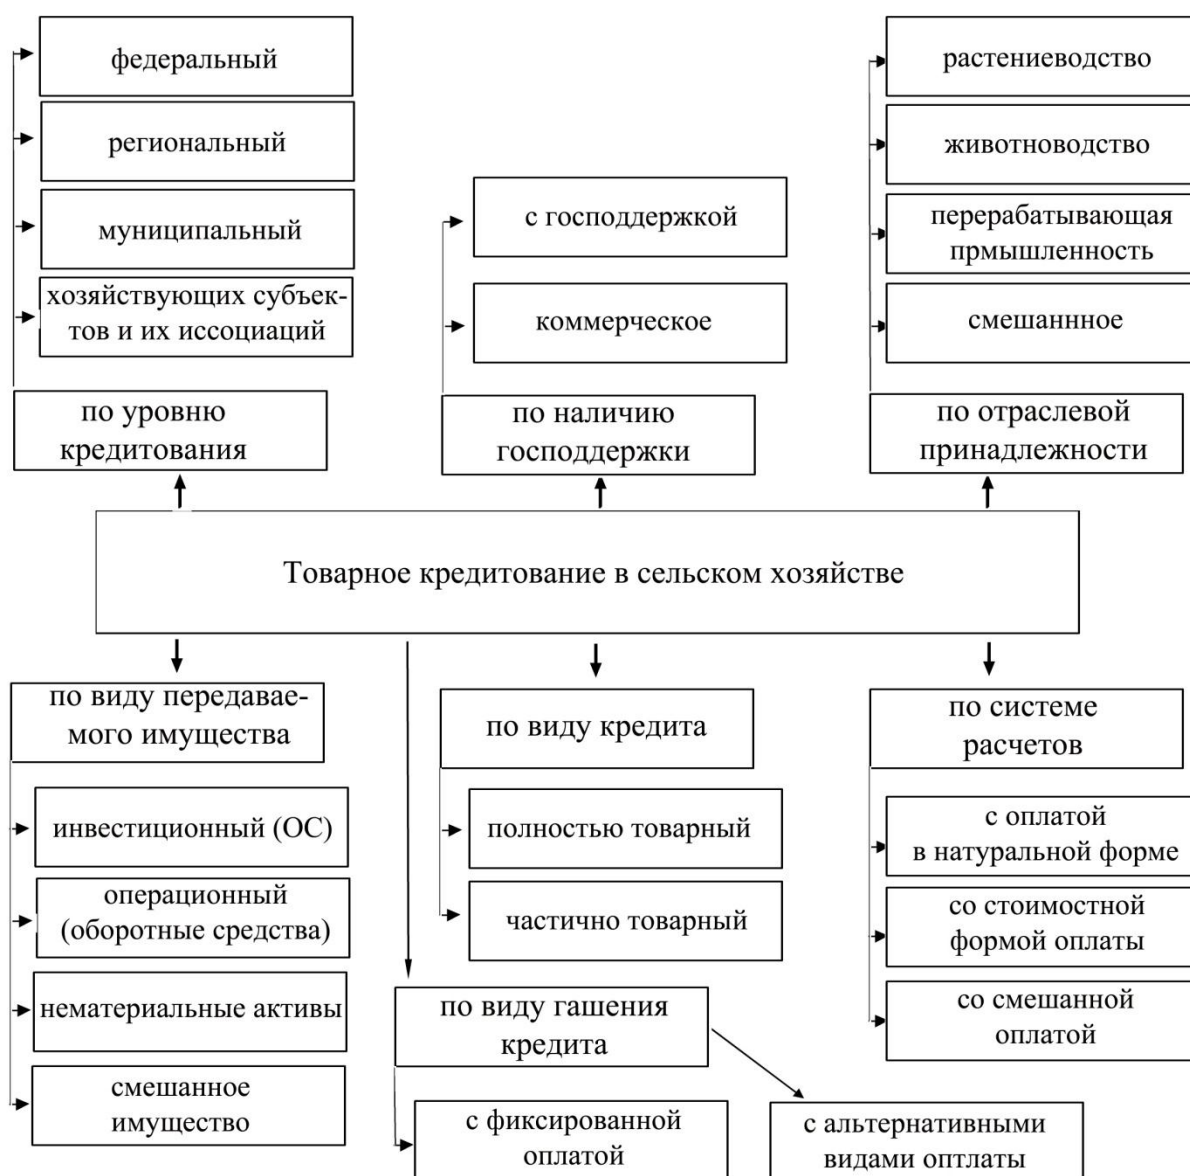 федеральный
региональный
муниципальный
хозяйствующих субъек-
тов и их иссоциаций
по уровню
кредитования
с господдержкой
коммерческое
по наличию
господдержки
растениеводство
животноводство
перерабатывающая
прмышленность
смешаннное
по отраслевой
принадлежности
Товарное кредитование в сельском хозяйстве
по виду передавае-
мого имущества
инвестиционный (ОС)
операционный
(оборотные средства)
нематериальные активы
смешанное
имущество
по виду кредита
полностью товарный
частично товарный
по виду гашения
кредита
с фиксированной
оплатой
с альтернативными
видами оптлаты
по системе
расчетов
с оплатой
в натуральной форме
со стоимостной
формой оплаты
со смешанной
оплатой